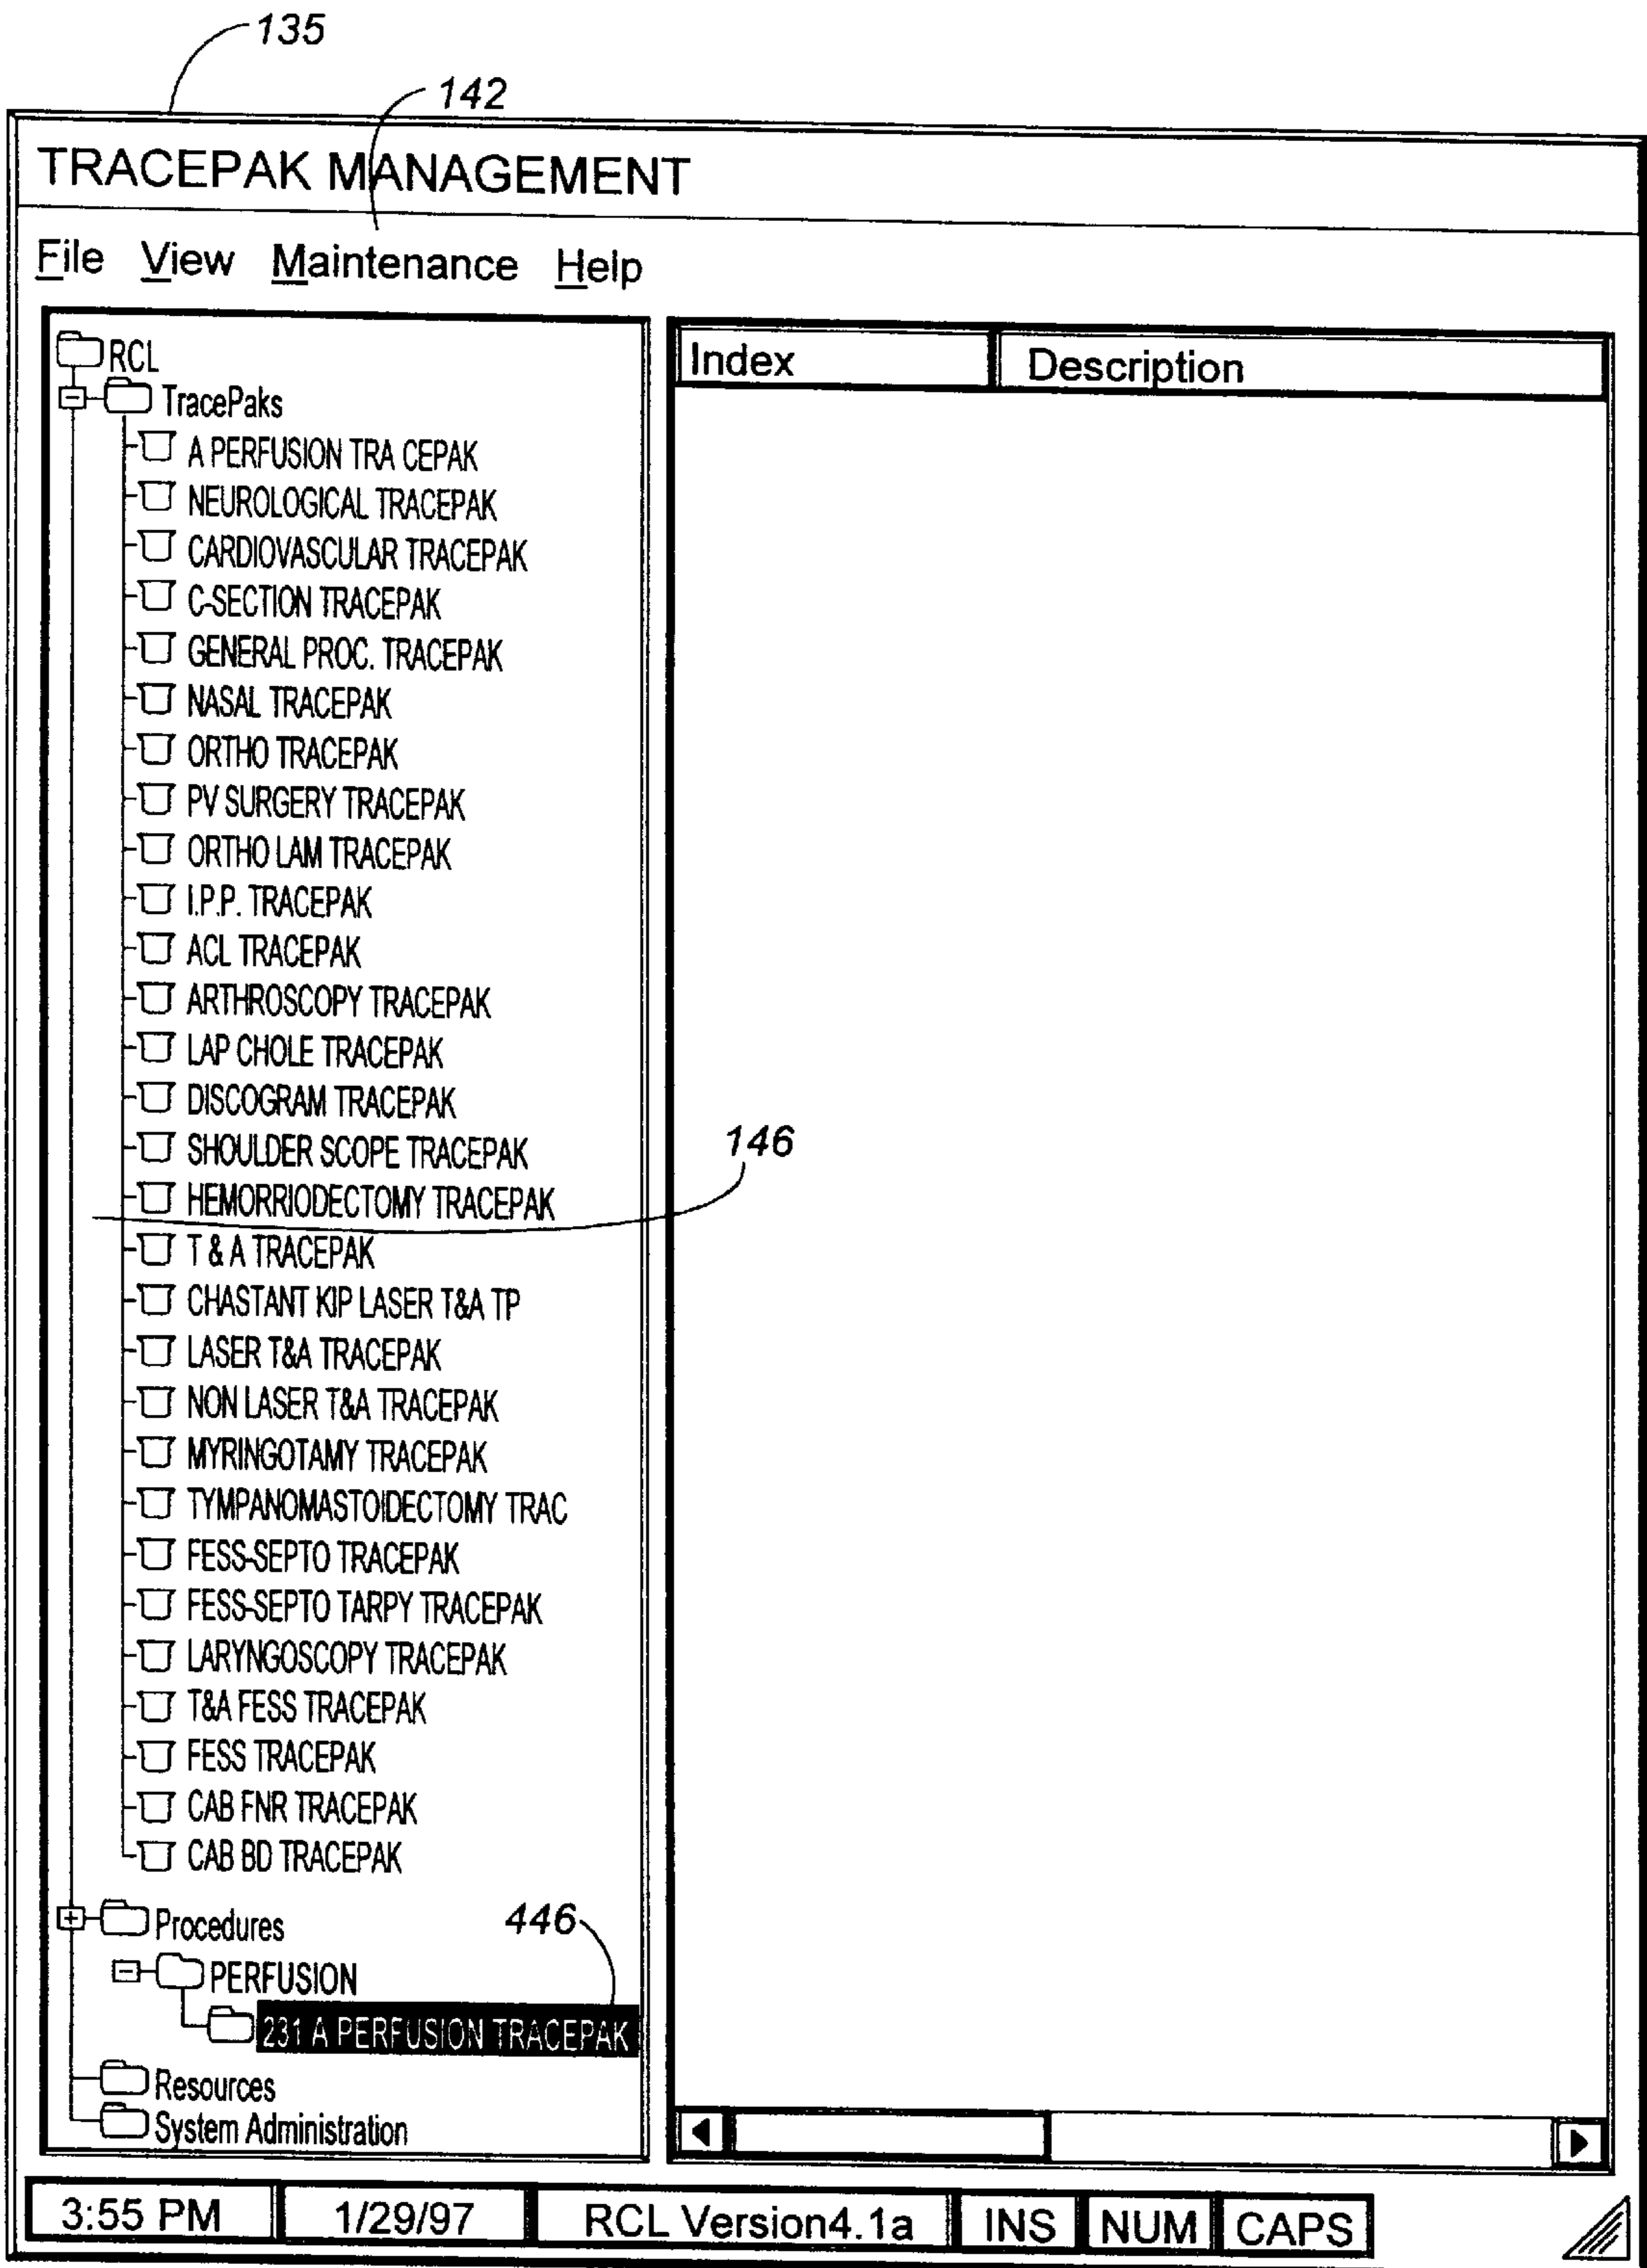 135
142
TRACEPAK MANAGEMENT
File View Maintenance Help
RCL
TracePaks
A PERFUSION TRA CEPAK
NEUROLOGICAL TRACEPAK
CARDIOVASCULAR TRACEPAK
C-SECTION TRACEPAK
GENERAL PROC. TRACEPAK
NASAL TRACEPAK
ORTHO TRACEPAK
PV SURGERY TRACEPAK
ORTHO LAM TRACEPAK
I.P.P. TRACEPAK
ACL TRACEPAK
ARTHROSCOPY TRACEPAK
LAP CHOLE TRACEPAK
DISCOGRAM TRACEPAK
SHOULDER SCOPE TRACEPAK
HEMORRIODECTOMY TRACEPAK
T & A TRACEPAK
CHASTANT KIP LASER T&A TP
LASER T&A TRACEPAK
NON LASER T&A TRACEPAK
MYRINGOTAMY TRACEPAK
TYMPANOMASTOIDECTOMY TRAC
FESS-SEPTO TRACEPAK
FESS-SEPTO TARPY TRACEPAK
LARYNGOSCOPY TRACEPAK
T&A FESS TRACEPAK
FESS TRACEPAK
CAB FNR TRACEPAK
CAB BD TRACEPAK
Procedures
PERFUSION
231 A PERFUSION TRACEPAK
Resources
System Administration
446
Index Description
146
3:55 PM 1/29/97 RCL Version4.1a INS NUM CAPS